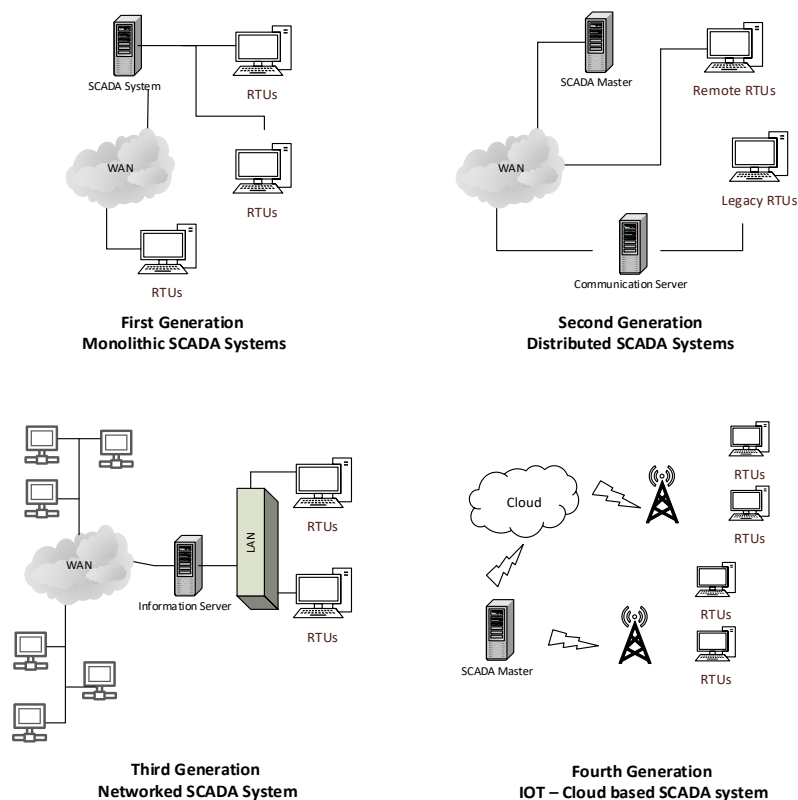 SCADA System
RTUs
WAN
RTUs
RTUs
First Generation
Monolithic SCADA Systems
SCADA Master
Remote RTUs
WAN
Legacy RTUs
Communication Server
Second Generation
Distributed SCADA Systems
WAN
Information Server
LAN
RTUs
RTUs
Third Generation
Networked SCADA System
Cloud
RTUs
RTUs
SCADA Master
RTUs
RTUs
Fourth Generation
IOT – Cloud based SCADA system